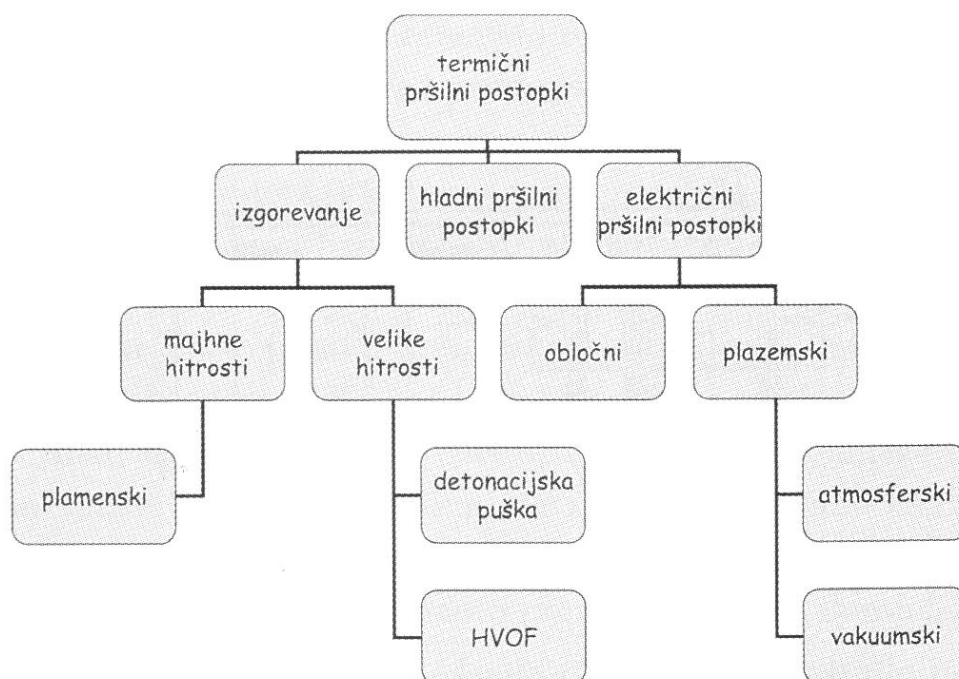 termični
pršilni postopki
izgorevanje
hladni pršilni
postopki
električni
pršilni postopki
majhne
hitrosti
velike
hitrosti
obločni
plazemski
plamenski
detonacijska
puška
atmosferski
HVOF
vakuumski